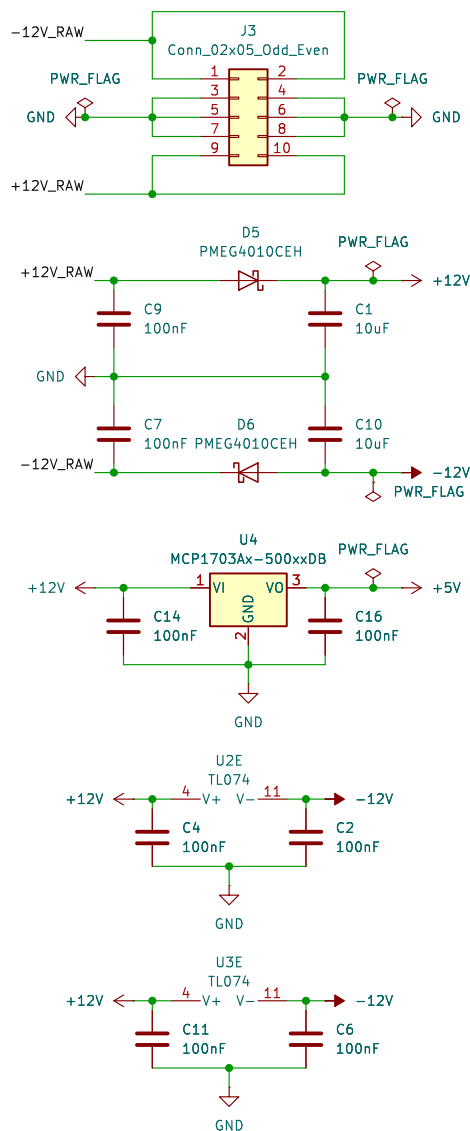 -12V_RAW
J3
Conn_02x05_Odd_Even
PWR_FLAG
1 2
PWR_FLAG
3 4
GND 5 6 GND
7 8
9 10
+12V_RAW
D5
PMEG4010CEH
PWR_FLAG
+12V_RAW
+12V
C9
100nF
C1
10uF
GND
C7
100nF
D6
PMEG4010CEH
C10
10uF
-12V_RAW
-12V
PWR_FLAG
U4
MCP1703Ax-500xxDB
PWR_FLAG
+12V 1 VI VO 3 +5V
GND
2
C14
100nF
C16
100nF
GND
U2E
TL074
+12V 4 V+ V- 11 -12V
C4
100nF
C2
100nF
GND
U3E
TL074
+12V 4 V+ V- 11 -12V
C11
100nF
C6
100nF
GND